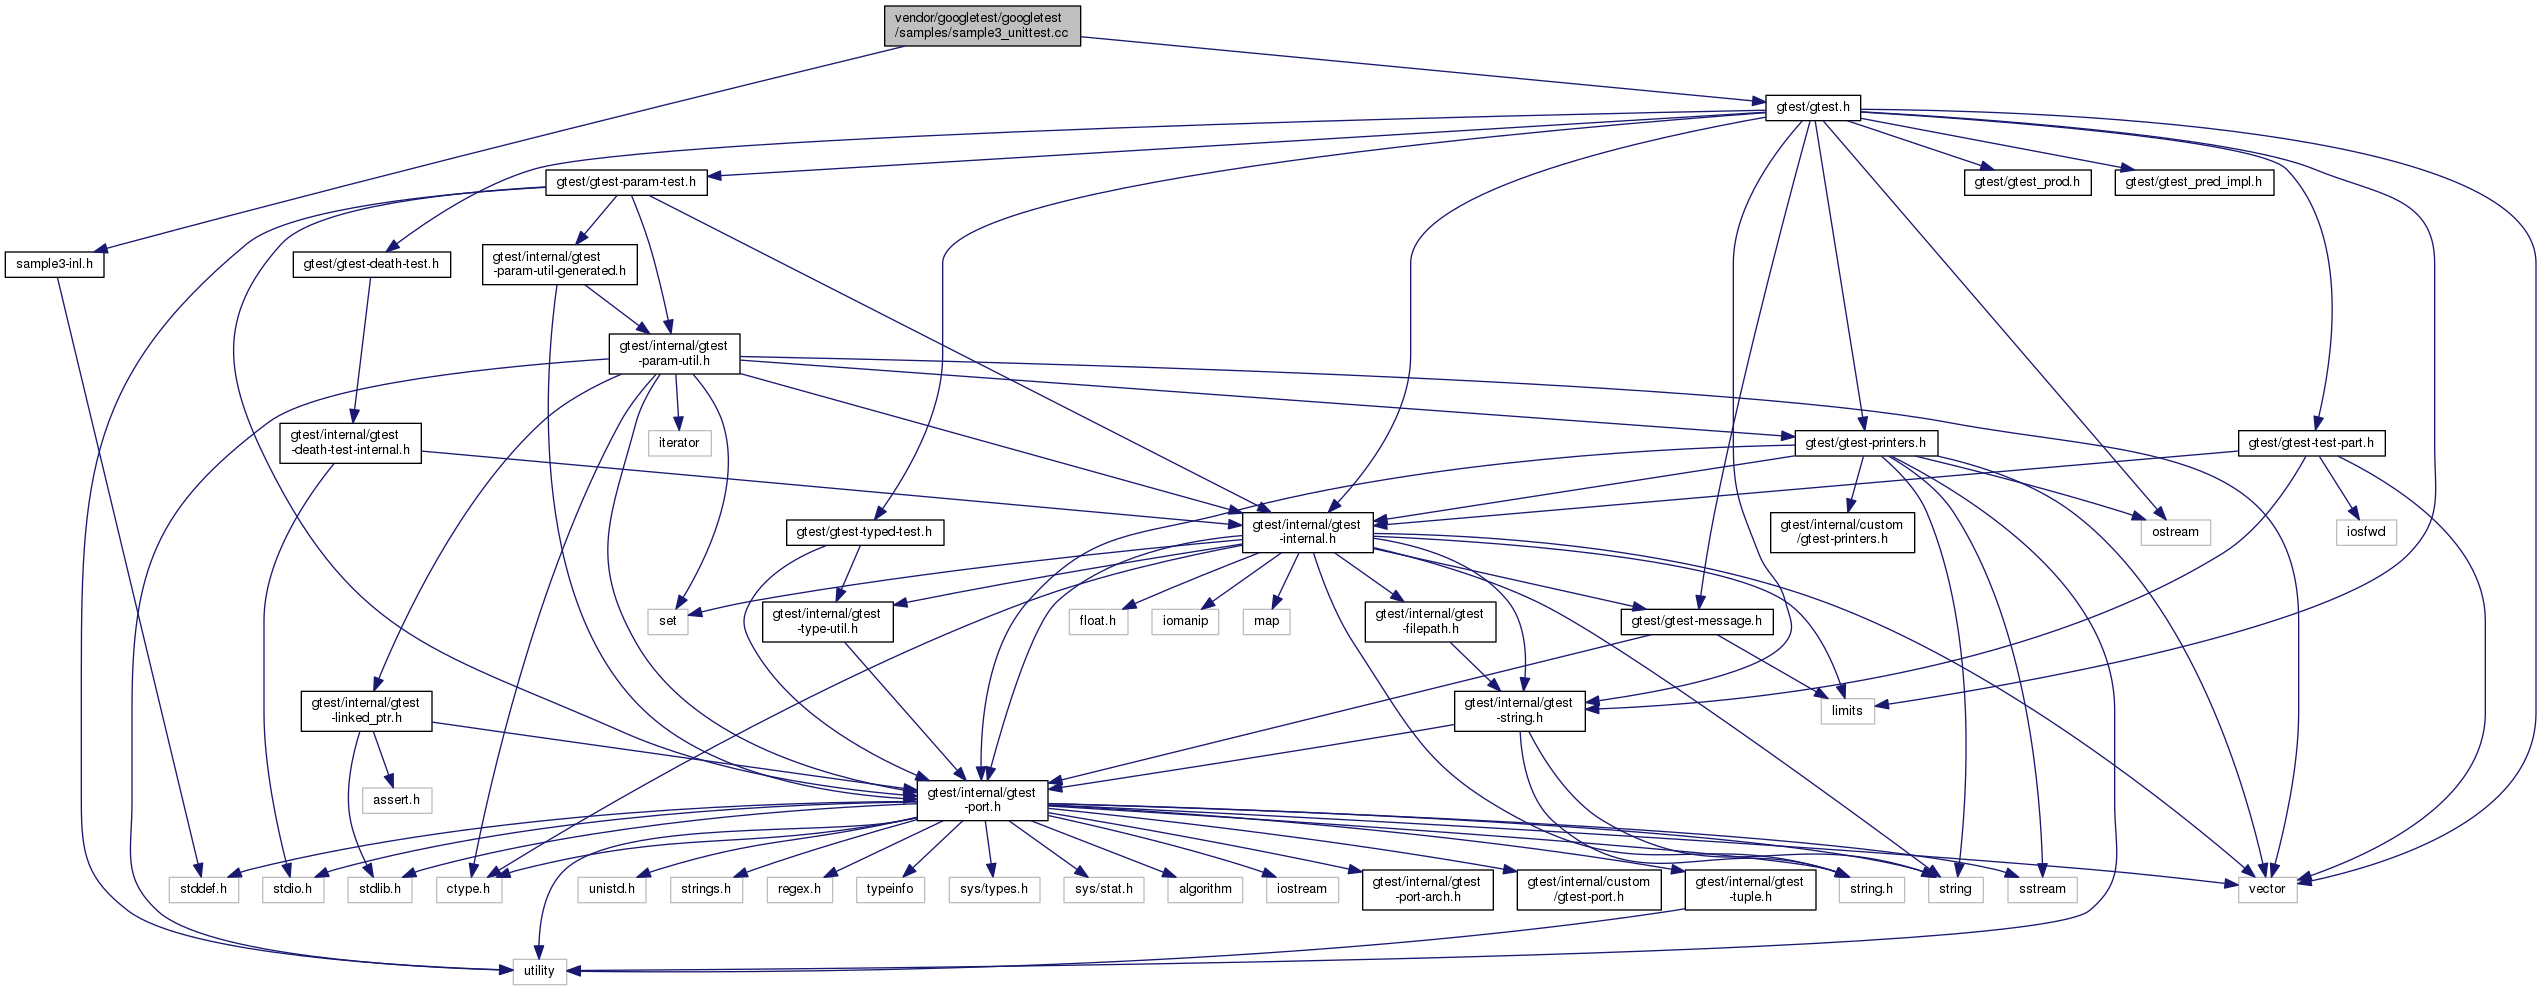 vendor/googletest/googletest
/samples/sample3_unittest.cc
gtest/gtest.h
gtest/gtest-param-test.h
gtest/gtest_prod.h
gtest/gtest_pred_impl.h
sample3-inl.h
gtest/gtest-death-test.h
gtest/internal/gtest
-param-util-generated.h
gtest/internal/gtest
-param-util.h
gtest/internal/gtest
-death-test-internal.h
iterator
gtest/gtest-printers.h
gtest/gtest-test-part.h
gtest/gtest-typed-test.h
gtest/internal/gtest
-internal.h
gtest/internal/custom
/gtest-printers.h
ostream
iosfwd
set
gtest/internal/gtest
-type-util.h
float.h
iomanip
map
gtest/internal/gtest
-filepath.h
gtest/gtest-message.h
gtest/internal/gtest
-linked_ptr.h
gtest/internal/gtest
-string.h
limits
assert.h
gtest/internal/gtest
-port.h
stddef.h
stdio.h
stdlib.h
ctype.h
unistd.h
strings.h
regex.h
typeinfo
sys/types.h
sys/stat.h
algorithm
iostream
gtest/internal/gtest
-port-arch.h
gtest/internal/custom
/gtest-port.h
gtest/internal/gtest
-tuple.h
string.h
string
sstream
vector
utility